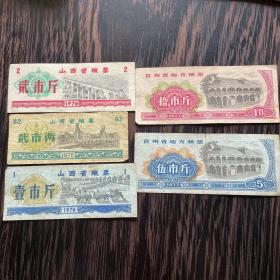 2 山西省粮票 2
贰市斤
1976
山西省粮票
贰市两
1976
1 山西省粮票 1
壹市斤
1976
贵州省地方粮票
拾市斤
10
贵州省地方粮票
伍市斤
5